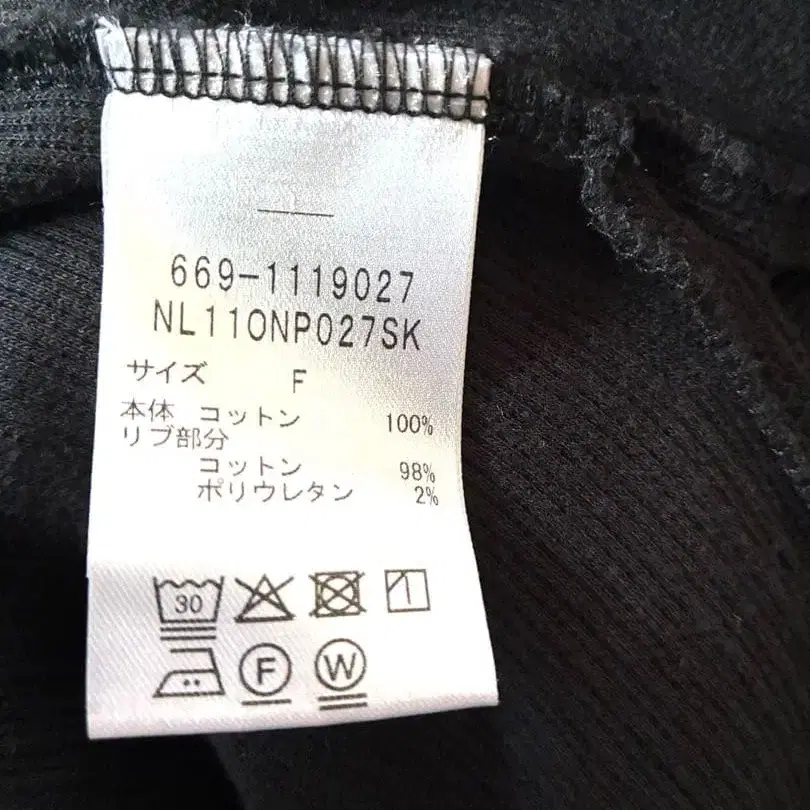 669-1119027
NL110NP027SK
サイズ F
本体 コットン 100%
リブ部分
コットン 98%
ポリウレタン 2%
30
F W